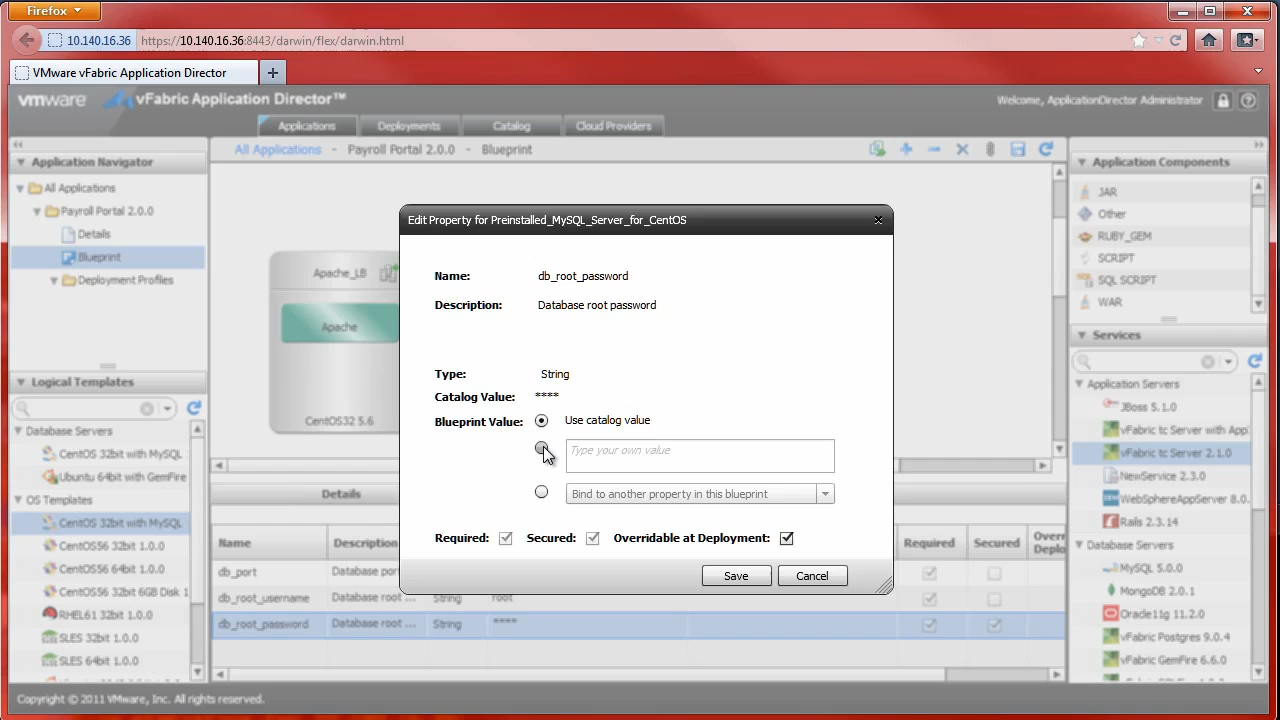 Firefox
10.140.16.36 https://10.140.16.36:8443/darwin/flex/darwin.html
VMware vFabric Application Director
vmware vFabric Application Director™
Welcome, ApplicationDirector Administrator
Applications Deployments Catalog Cloud Providers
Application Navigator
All Applications
Payroll Portal 2.0.0
Details
Blueprint
Deployment Profiles
Logical Templates
Database Servers
CentOS 32bit with MySQL
Ubuntu 64bit with GemFire
OS Templates
CentOS 32bit with MySQL
CentOS56 32bit 1.0.0
CentOS56 64bit 1.0.0
CentOS56 32bit 6GB Disk 1
RHEL61 32bit 1.0.0
SLES 32bit 1.0.0
SLES 64bit 1.0.0
All Applications - Payroll Portal 2.0.0 - Blueprint
Apache_LB
Apache
CentOS32 5.6
Edit Property for Preinstalled_MySQL_Server_for_CentOS
Name: db_root_password
Description: Database root password
Type: String
Catalog Value: ****
Blueprint Value: Use catalog value
Type your own value
Bind to another property in this blueprint
Required: Secured: Overridable at Deployment:
Save Cancel
Details
Name Description Required Secured Overr
Deplo
db_port Database por
db_root_username Database root ... String root
db_root_password Database root ... String ****
Application Components
JAR
Other
RUBY_GEM
SCRIPT
SQL SCRIPT
WAR
Services
Application Servers
JBoss 5.1.0
vFabric tc Server with Appl
vFabric tc Server 2.1.0
NewService 2.3.0
WebSphereAppServer 8.0.
Rails 2.3.14
Database Servers
MySQL 5.0.0
MongoDB 2.0.1
Oracle11g 11.2.0
vFabric Postgres 9.0.4
vFabric GemFire 6.6.0
Copyright © 2011 VMware, Inc. All rights reserved.